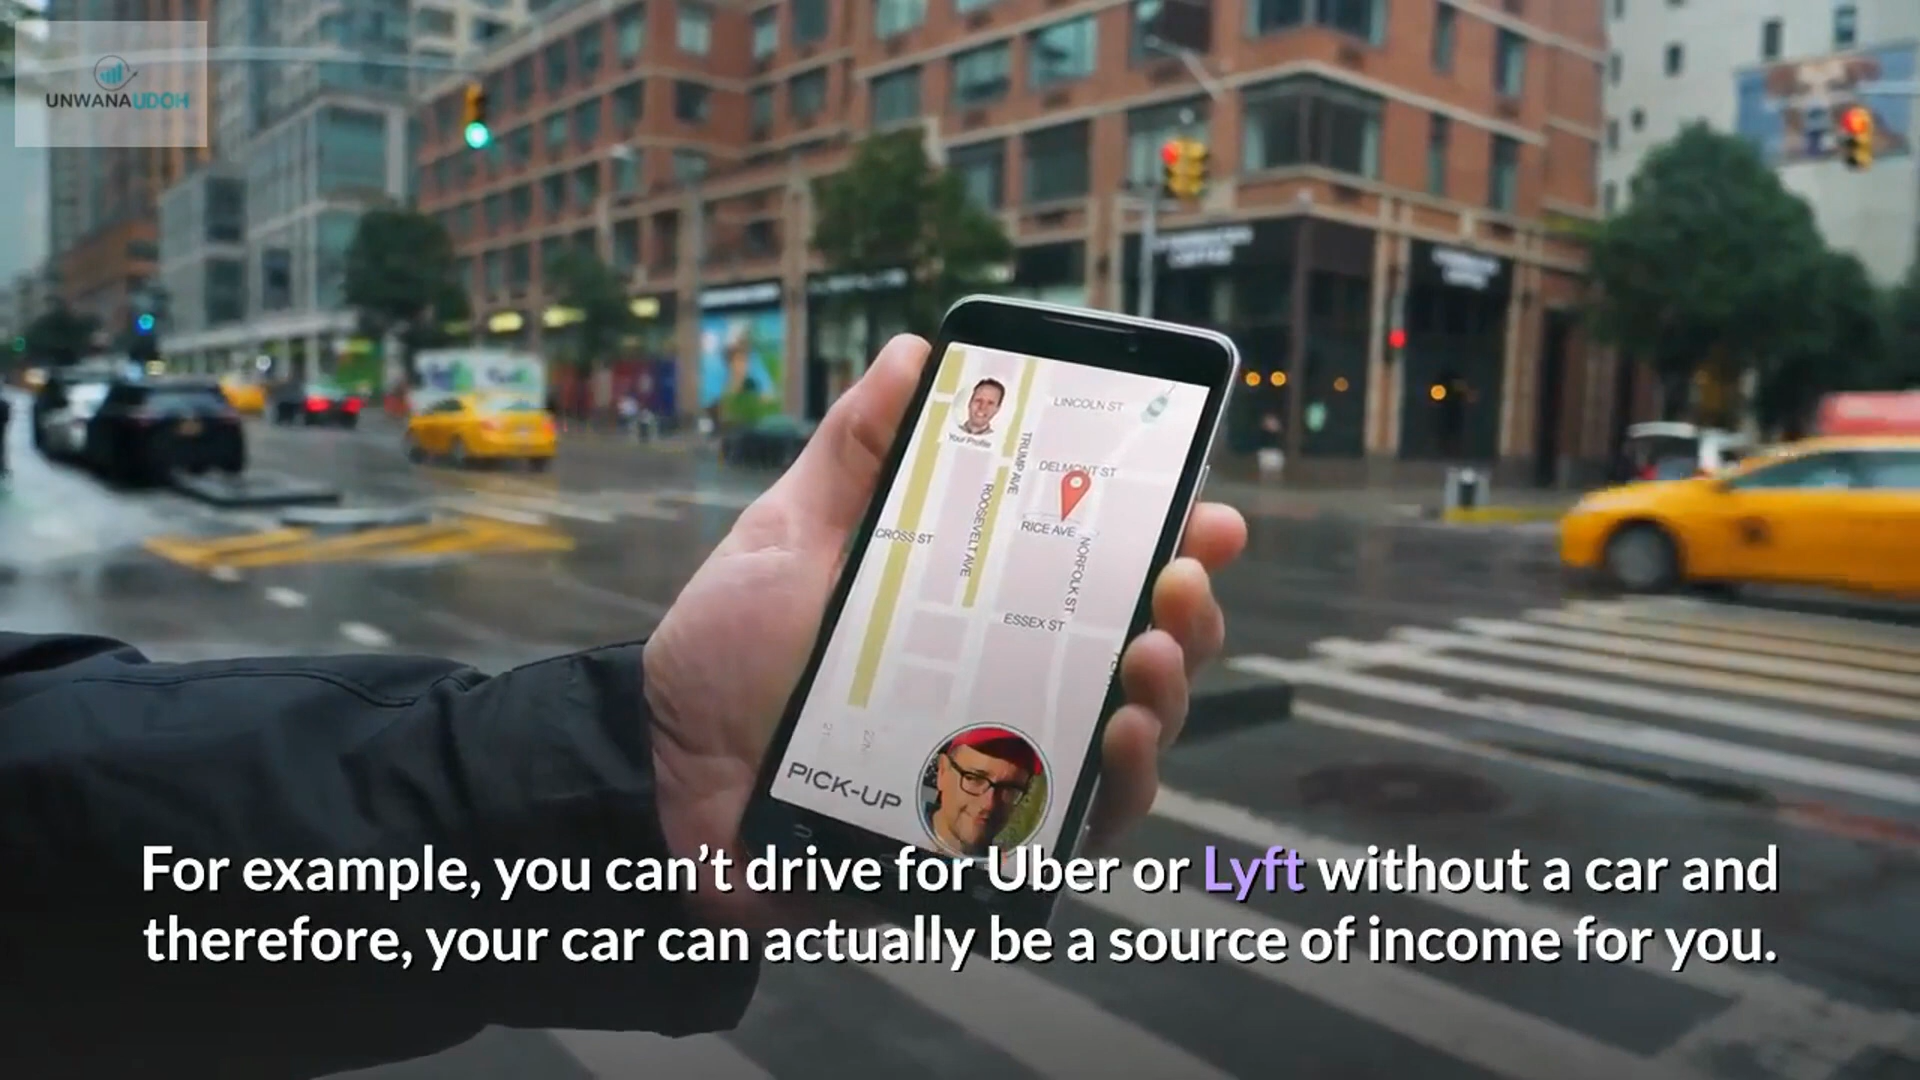 UNWANAUDOH
LINCOLN ST
Your Profile
TRUMP AVE
DELMONT ST
ROOSEVELT AVE
RICE AVE
CROSS ST
NORFOLK ST
ESSEX ST
PICK-UP
For example, you can’t drive for Uber or Lyft without a car and
therefore, your car can actually be a source of income for you.